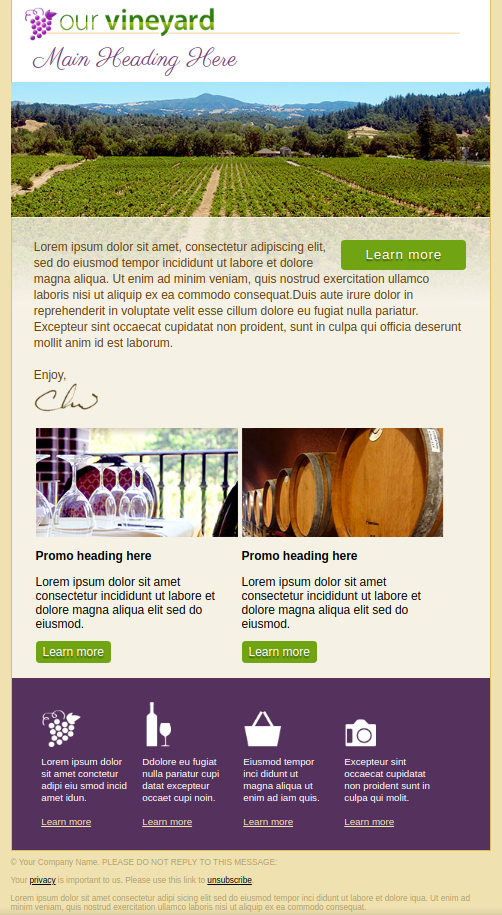 our vineyard
Main Heading Here
Lorem ipsum dolor sit amet, consectetur adipiscing elit,
Learn more
sed do eiusmod tempor incididunt ut labore et dolore
magna aliqua. Ut enim ad minim veniam, quis nostrud exercitation ullamco
laboris nisi ut aliquip ex ea commodo consequat.Duis aute irure dolor in
reprehenderit in voluptate velit esse cillum dolore eu fugiat nulla pariatur.
Excepteur sint occaecat cupidatat non proident, sunt in culpa qui officia deserunt
mollit anim id est laborum.
Enjoy,
Promo heading here
Lorem ipsum dolor sit amet
consectetur incididunt ut labore et
dolore magna aliqua elit sed do
eiusmod.
Learn more
Promo heading here
Lorem ipsum dolor sit amet
consectetur incididunt ut labore et
dolore magna aliqua elit sed do
eiusmod.
Learn more
Lorem ipsum dolor
sit amet conctetur
adipi eiu smod incid
amet idun.
Learn more
Ddolore eu fugiat
nulla pariatur cupi
datat excepteur
occaet cupi noin.
Learn more
Eiusmod tempor
inci didunt ut
magna aliqua ut
enim ad iam quis.
Learn more
Excepteur sint
occaecat cupidatat
non proident sunt in
culpa qui molit.
Learn more
© Your Company Name. PLEASE DO NOT REPLY TO THIS MESSAGE:
Your privacy is important to us. Please use this link to unsubscribe.
Lorem ipsum dolor sit amet consectetur adipi sicing elit sed do eiusmod tempor inci didunt ut labore et dolore iqua. Ut enim ad
minim veniam, quis nostrud exercitation ullamco laboris nisi ut aliquip ex ea commodo consequat.